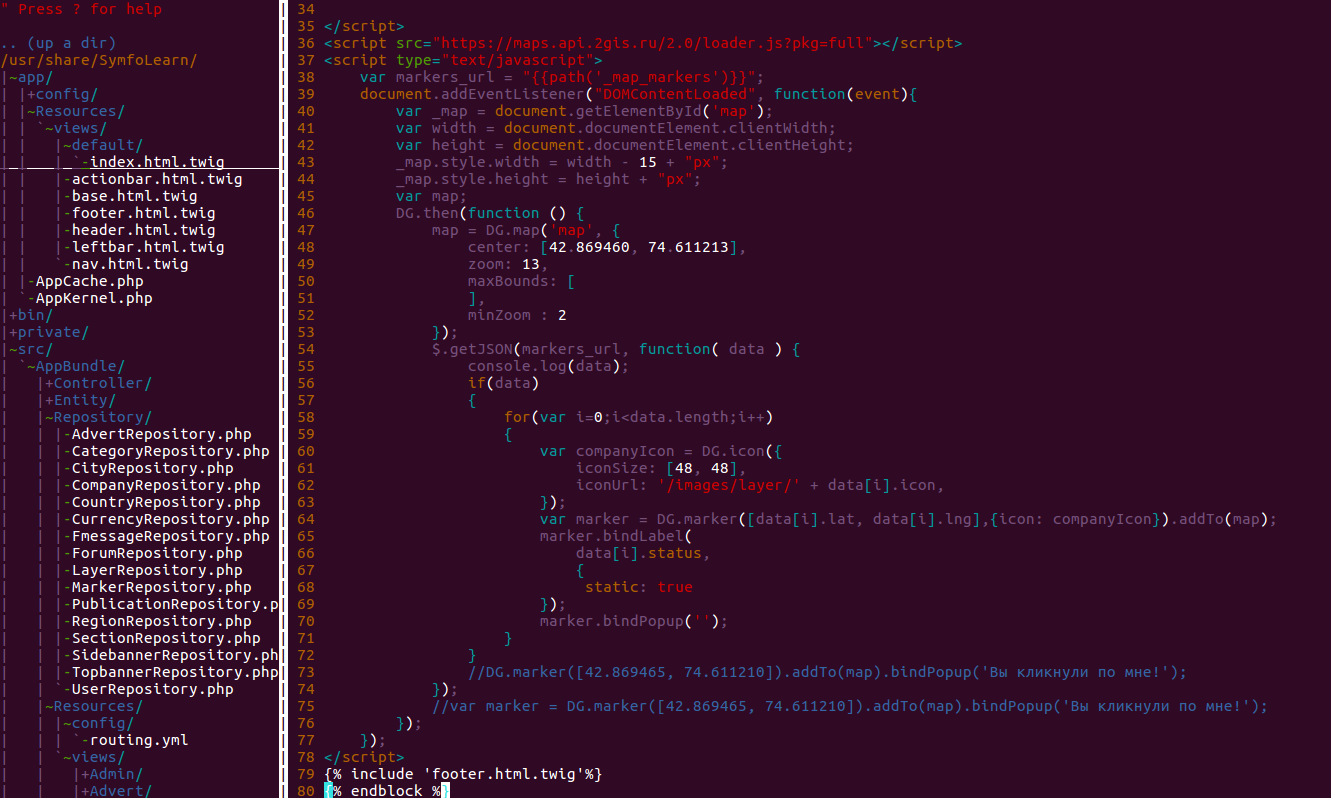 " Press ? for help
.. (up a dir)
/usr/share/SymfoLearn/
|~app/
| |+config/
| |~Resources/
| | `~views/
| |   |~default/
|_|___|_`-index.html.twig______
| |   |-actionbar.html.twig
| |   |-base.html.twig
| |   |-footer.html.twig
| |   |-header.html.twig
| |   |-leftbar.html.twig
| |   `-nav.html.twig
| |-AppCache.php
| `-AppKernel.php
|+bin/
|+private/
|~src/
| `~AppBundle/
|   |+Controller/
|   |+Entity/
|   |~Repository/
|   | |-AdvertRepository.php
|   | |-CategoryRepository.php
|   | |-CityRepository.php
|   | |-CompanyRepository.php
|   | |-CountryRepository.php
|   | |-CurrencyRepository.php
|   | |-FmessageRepository.php
|   | |-ForumRepository.php
|   | |-LayerRepository.php
|   | |-MarkerRepository.php
|   | |-PublicationRepository.p
|   | |-RegionRepository.php
|   | |-SectionRepository.php
|   | |-SidebannerRepository.ph
|   | |-TopbannerRepository.php
|   | `-UserRepository.php
|   |~Resources/
|   | |~config/
|   | | `-routing.yml
|   | `~views/
|   |   |+Admin/
|   |   |+Advert/
34
35 </script>
36 <script src="https://maps.api.2gis.ru/2.0/loader.js?pkg=full"></script>
37 <script type="text/javascript">
38     var markers_url = "{{path('_map_markers')}}";
39     document.addEventListener("DOMContentLoaded", function(event){
40         var _map = document.getElementById('map');
41         var width = document.documentElement.clientWidth;
42         var height = document.documentElement.clientHeight;
43         _map.style.width = width - 15 + "px";
44         _map.style.height = height + "px";
45         var map;
46         DG.then(function () {
47             map = DG.map('map', {
48                 center: [42.869460, 74.611213],
49                 zoom: 13,
50                 maxBounds: [
51                 ],
52                 minZoom : 2
53             });
54             $.getJSON(markers_url, function( data ) {
55                 console.log(data);
56                 if(data)
57                 {
58                     for(var i=0;i<data.length;i++)
59                     {
60                         var companyIcon = DG.icon({
61                             iconSize: [48, 48],
62                             iconUrl: '/images/layer/' + data[i].icon,
63                         });
64                         var marker = DG.marker([data[i].lat, data[i].lng],{icon: companyIcon}).addTo(map);
65                         marker.bindLabel(
66                             data[i].status,
67                             {
68                              static: true
69                         });
70                         marker.bindPopup('');
71                     }
72                 }
73                 //DG.marker([42.869465, 74.611210]).addTo(map).bindPopup('Вы кликнули по мне!');
74             });
75             //var marker = DG.marker([42.869465, 74.611210]).addTo(map).bindPopup('Вы кликнули по мне!');
76         });
77     });
78 </script>
79 {% include 'footer.html.twig'%}
80 {% endblock %}